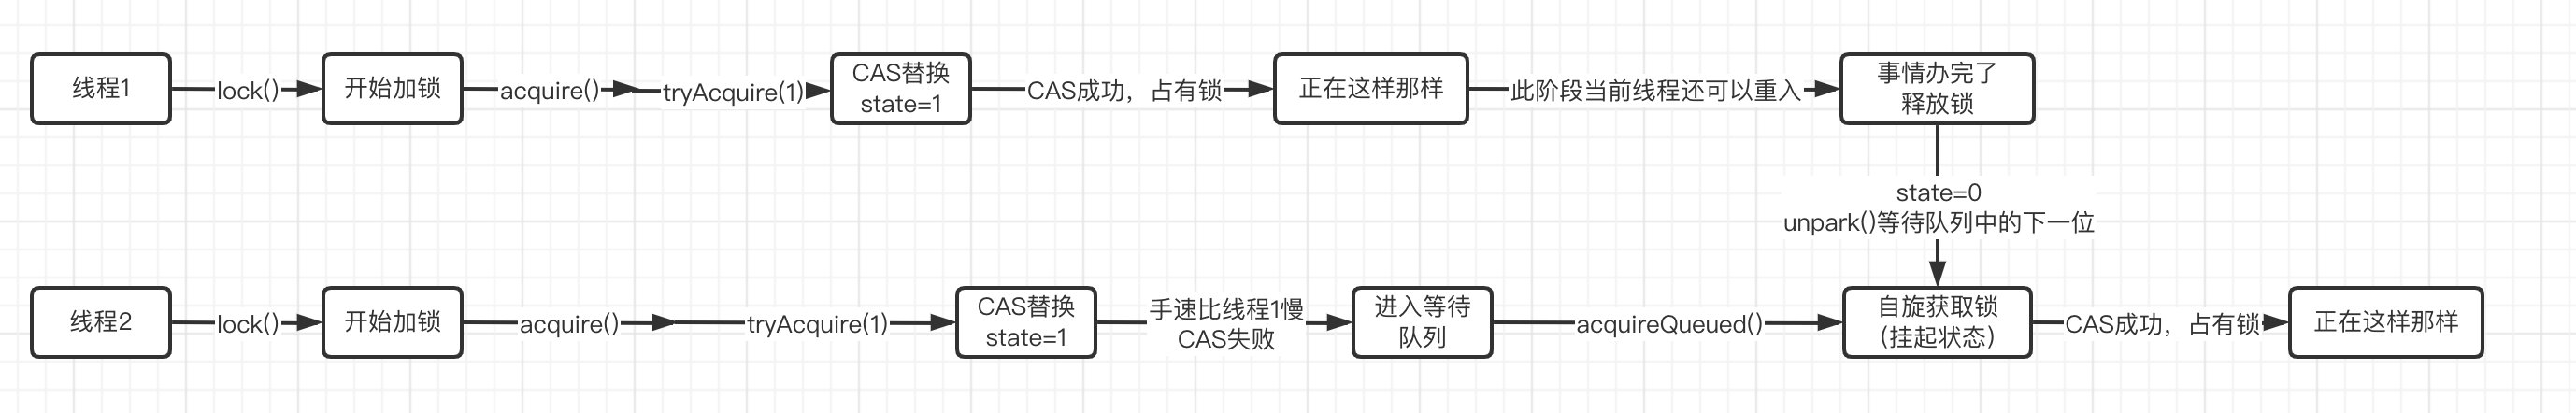 线程1
lock()
开始加锁
acquire()
tryAcquire(1)
CAS替换
state=1
CAS成功，占有锁
正在这样那样
此阶段当前线程还可以重入
事情办完了
释放锁
state=0
unpark()等待队列中的下一位
线程2
lock()
开始加锁
acquire()
tryAcquire(1)
CAS替换
state=1
手速比线程1慢
CAS失败
进入等待
队列
acquireQueued()
自旋获取锁
（挂起状态）
CAS成功，占有锁
正在这样那样